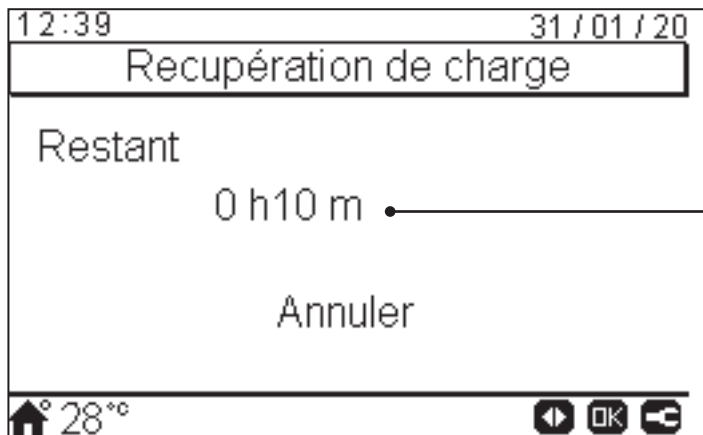 12:39 31/01/20
Recupération de charge
Restant
0 h10 m
Annuler
28°C
OK